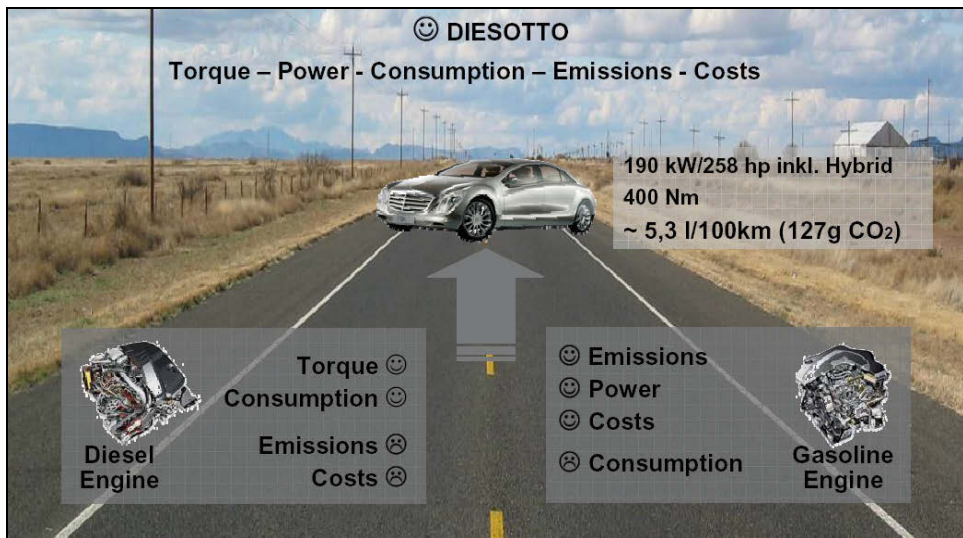 ☺ DIESOTTO
Torque – Power - Consumption – Emissions - Costs
190 kW/258 hp inkl. Hybrid
400 Nm
~ 5,3 l/100km (127g CO₂)
Torque ☺
Consumption ☺
Emissions ☹
Costs ☹
Diesel
Engine
☺ Emissions
☺ Power
☺ Costs
☹ Consumption
Gasoline
Engine